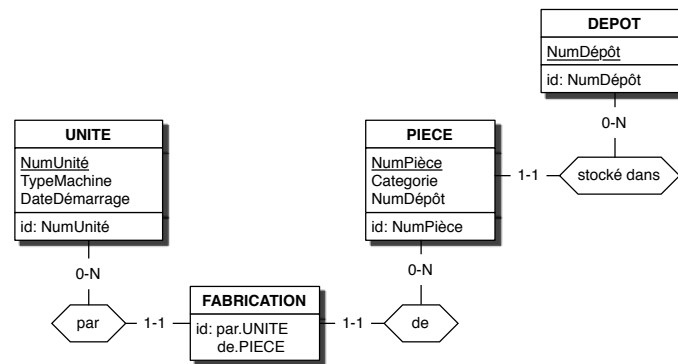 DEPOT
NumDépôt
id: NumDépôt
0-N
UNITE
NumUnité
TypeMachine
DateDémarrage
id: NumUnité
PIECE
NumPièce
Categorie
NumDépôt
id: NumPièce
1-1
stocké dans
0-N
0-N
par
1-1
FABRICATION
id: par.UNITE
de.PIECE
1-1
de